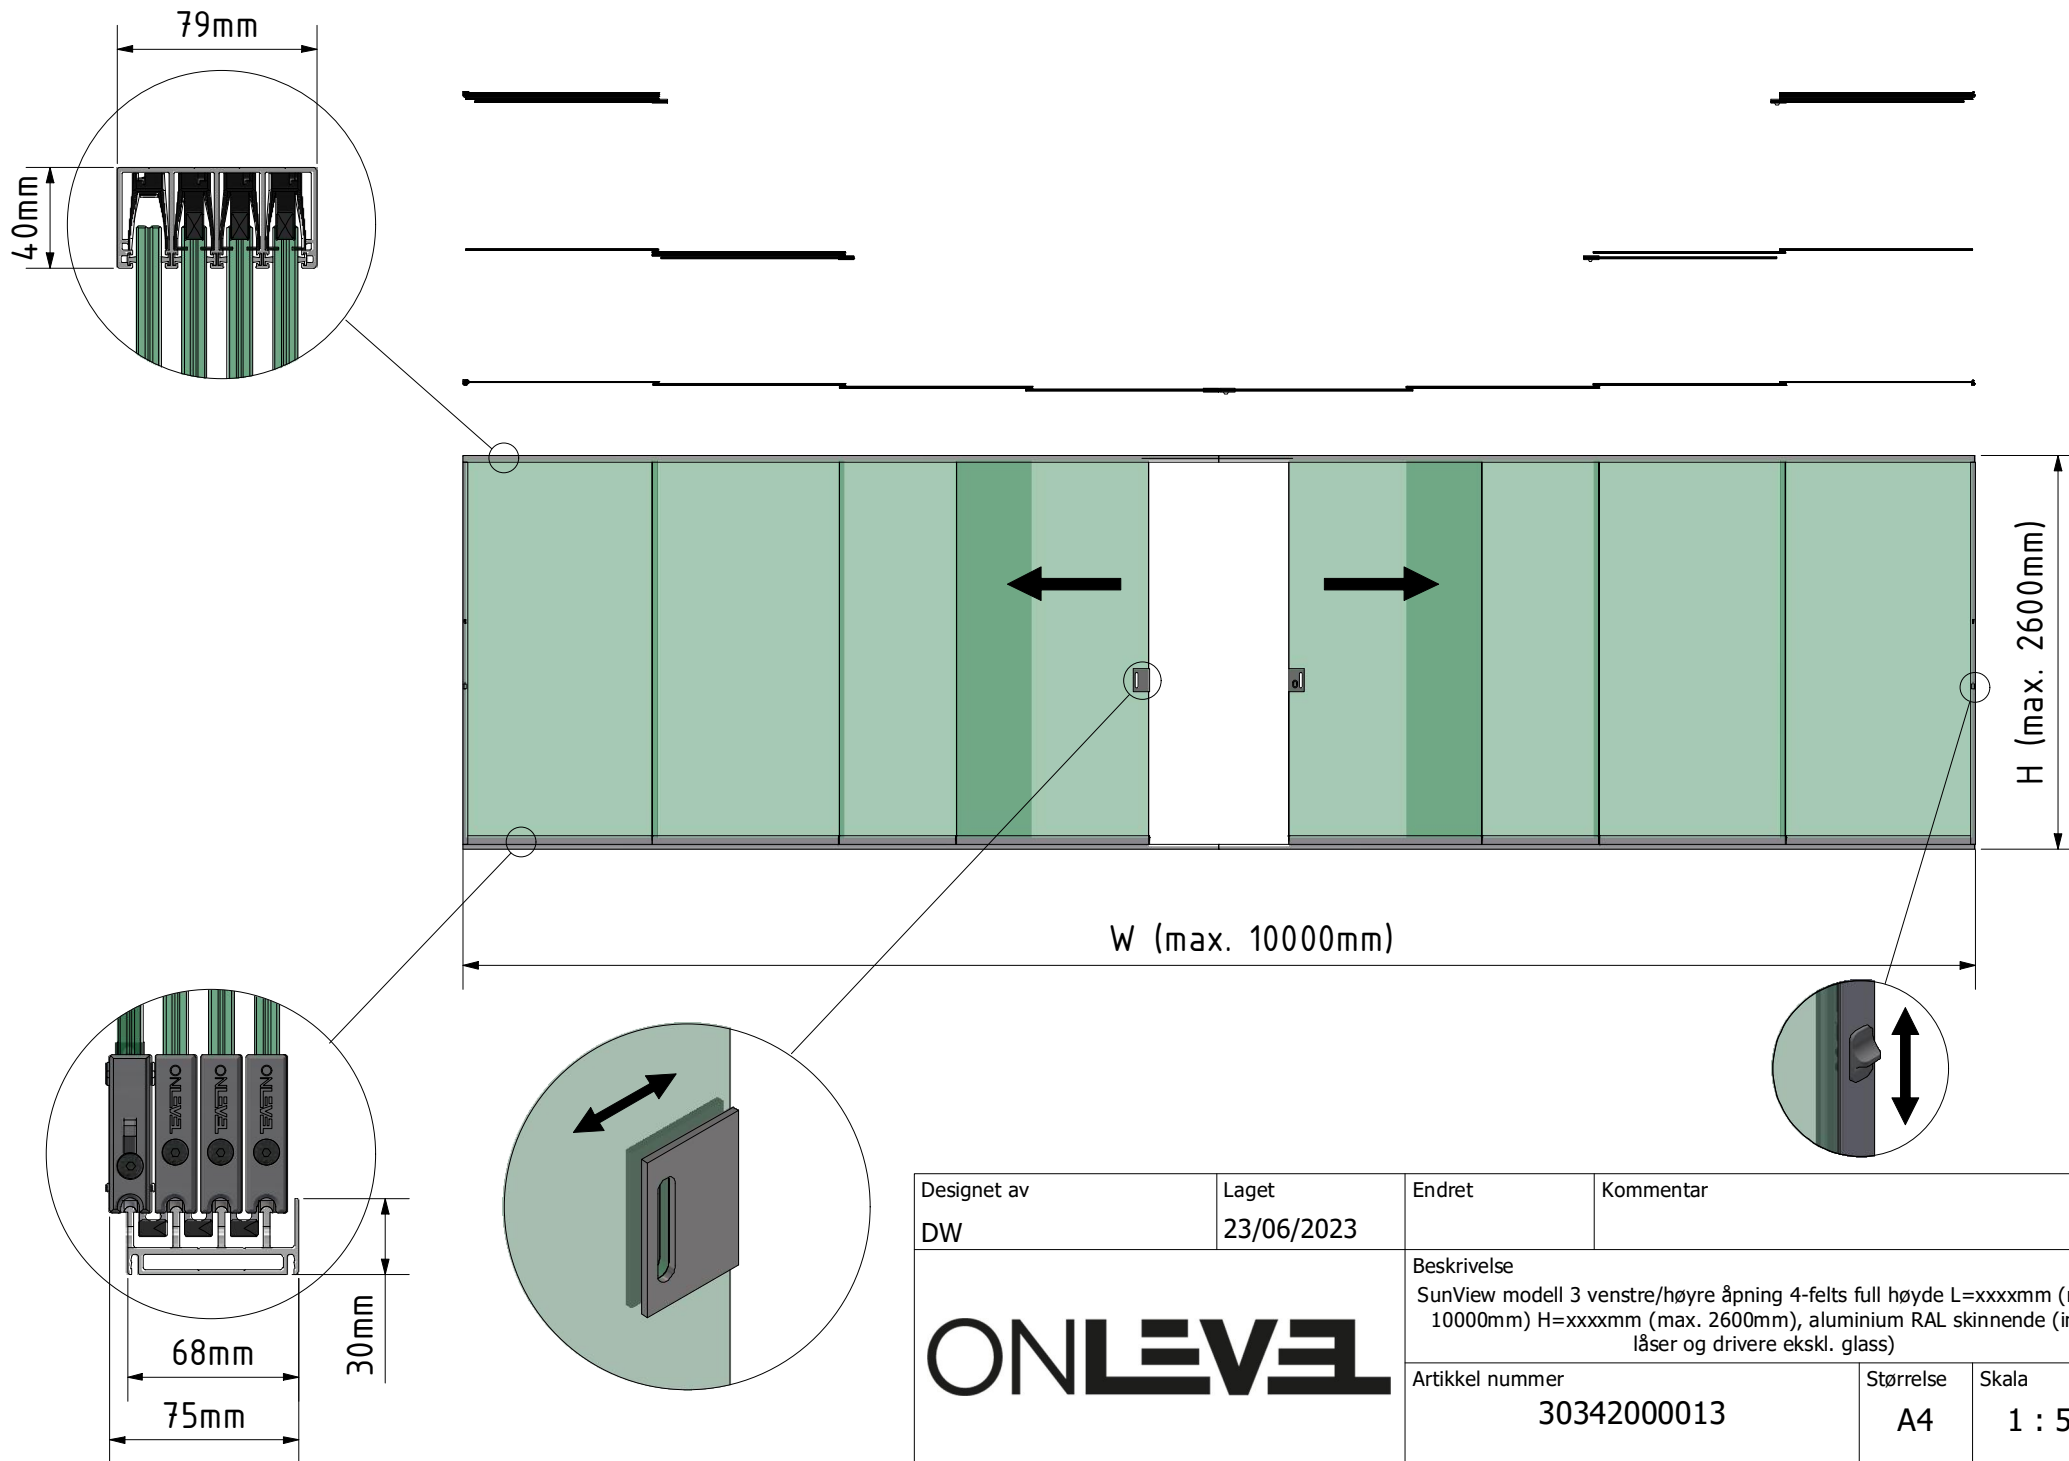 79mm
40mm
H (max. 2600mm)
W (max. 10000mm)
ONLEVEL
ONLEVEL
ONLEVEL
30mm
68mm
75mm
Designet av
DW
Laget
23/06/2023
Endret
Kommentar
ONLEVEL
Beskrivelse
SunView modell 3 venstre/høyre åpning 4-felts full høyde L=xxxxmm
10000mm) H=xxxxmm (max. 2600mm), aluminium RAL skinnende
låser og drivere ekskl. glass)
Artikkel nummer
30342000013
Størrelse
A4
Skala
1 : 5